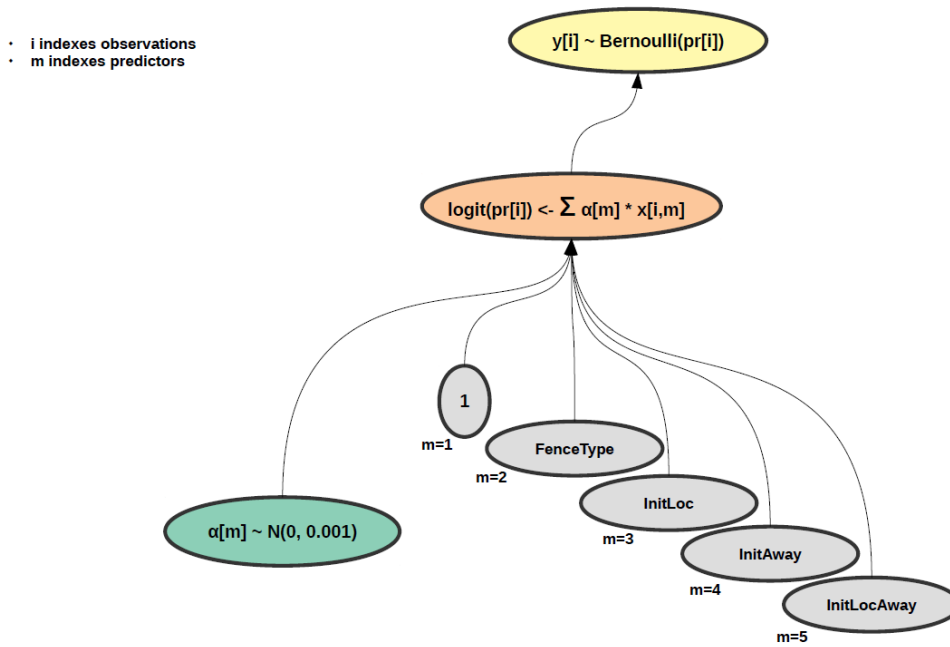 y[i] ~ Bernoulli(pr[i])
· i indexes observations
· m indexes predictors
logit(pr[i]) <- Σ α[m] * x[i,m]
1
m=1
FenceType
m=2
InitLoc
α[m] ~ N(0, 0.001)
m=3
InitAway
m=4
InitLocAway
m=5